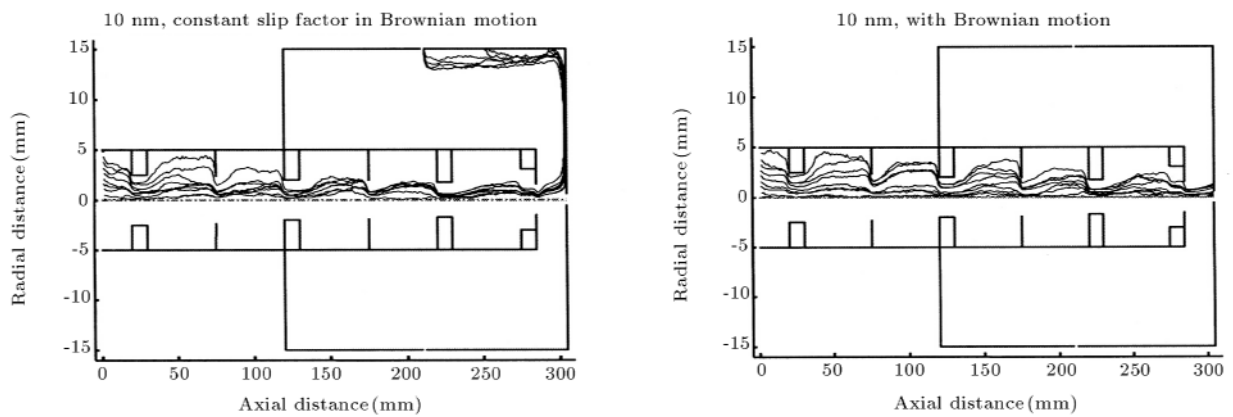 10 nm, constant slip factor in Brownian motion
15
10
5
0
-5
-10
-15
Radial distance (mm)
0 50 100 150 200 250 300
Axial distance (mm)
10 nm, with Brownian motion
15
10
5
0
-5
-10
-15
Radial distance (mm)
0 50 100 150 200 250 300
Axial distance (mm)